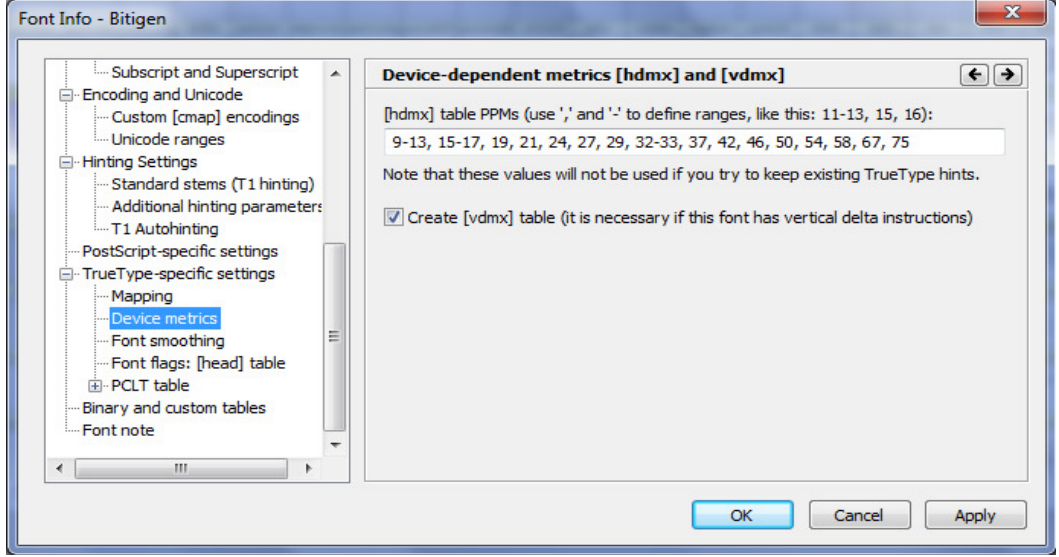 Font Info - Bitigen
Subscript and Superscript
Encoding and Unicode
Custom [cmap] encodings
Unicode ranges
Hinting Settings
Standard stems (T1 hinting)
Additional hinting parameters
T1 Autohinting
PostScript-specific settings
TrueType-specific settings
Mapping
Device metrics
Font smoothing
Font flags: [head] table
PCLT table
Binary and custom tables
Font note
Device-dependent metrics [hdmx] and [vdmx]
[hdmx] table PPMs (use ',' and '-' to define ranges, like this: 11-13, 15, 16):
9-13, 15-17, 19, 21, 24, 27, 29, 32-33, 37, 42, 46, 50, 54, 58, 67, 75
Note that these values will not be used if you try to keep existing TrueType hints.
Create [vdmx] table (it is necessary if this font has vertical delta instructions)
OK Cancel Apply